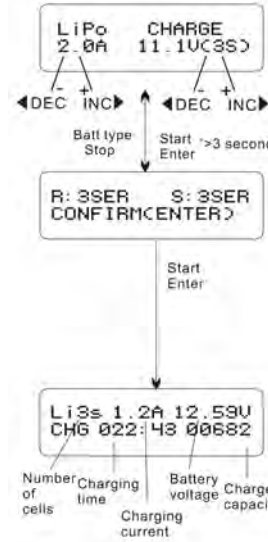 LiPo CHARGE
2.0A 11.1V(3S)
- + - +
◀DEC INC▶ ◀DEC INC▶
Batt type Start
Stop Enter >3 second
R:3SER S:3SER
CONFIRM(ENTER)
Start
Enter
Li3s 1.2A 12.59V
CHG 022:43 00682
Number Charging Battery Charge
of time voltage capaci
cells Charging
current